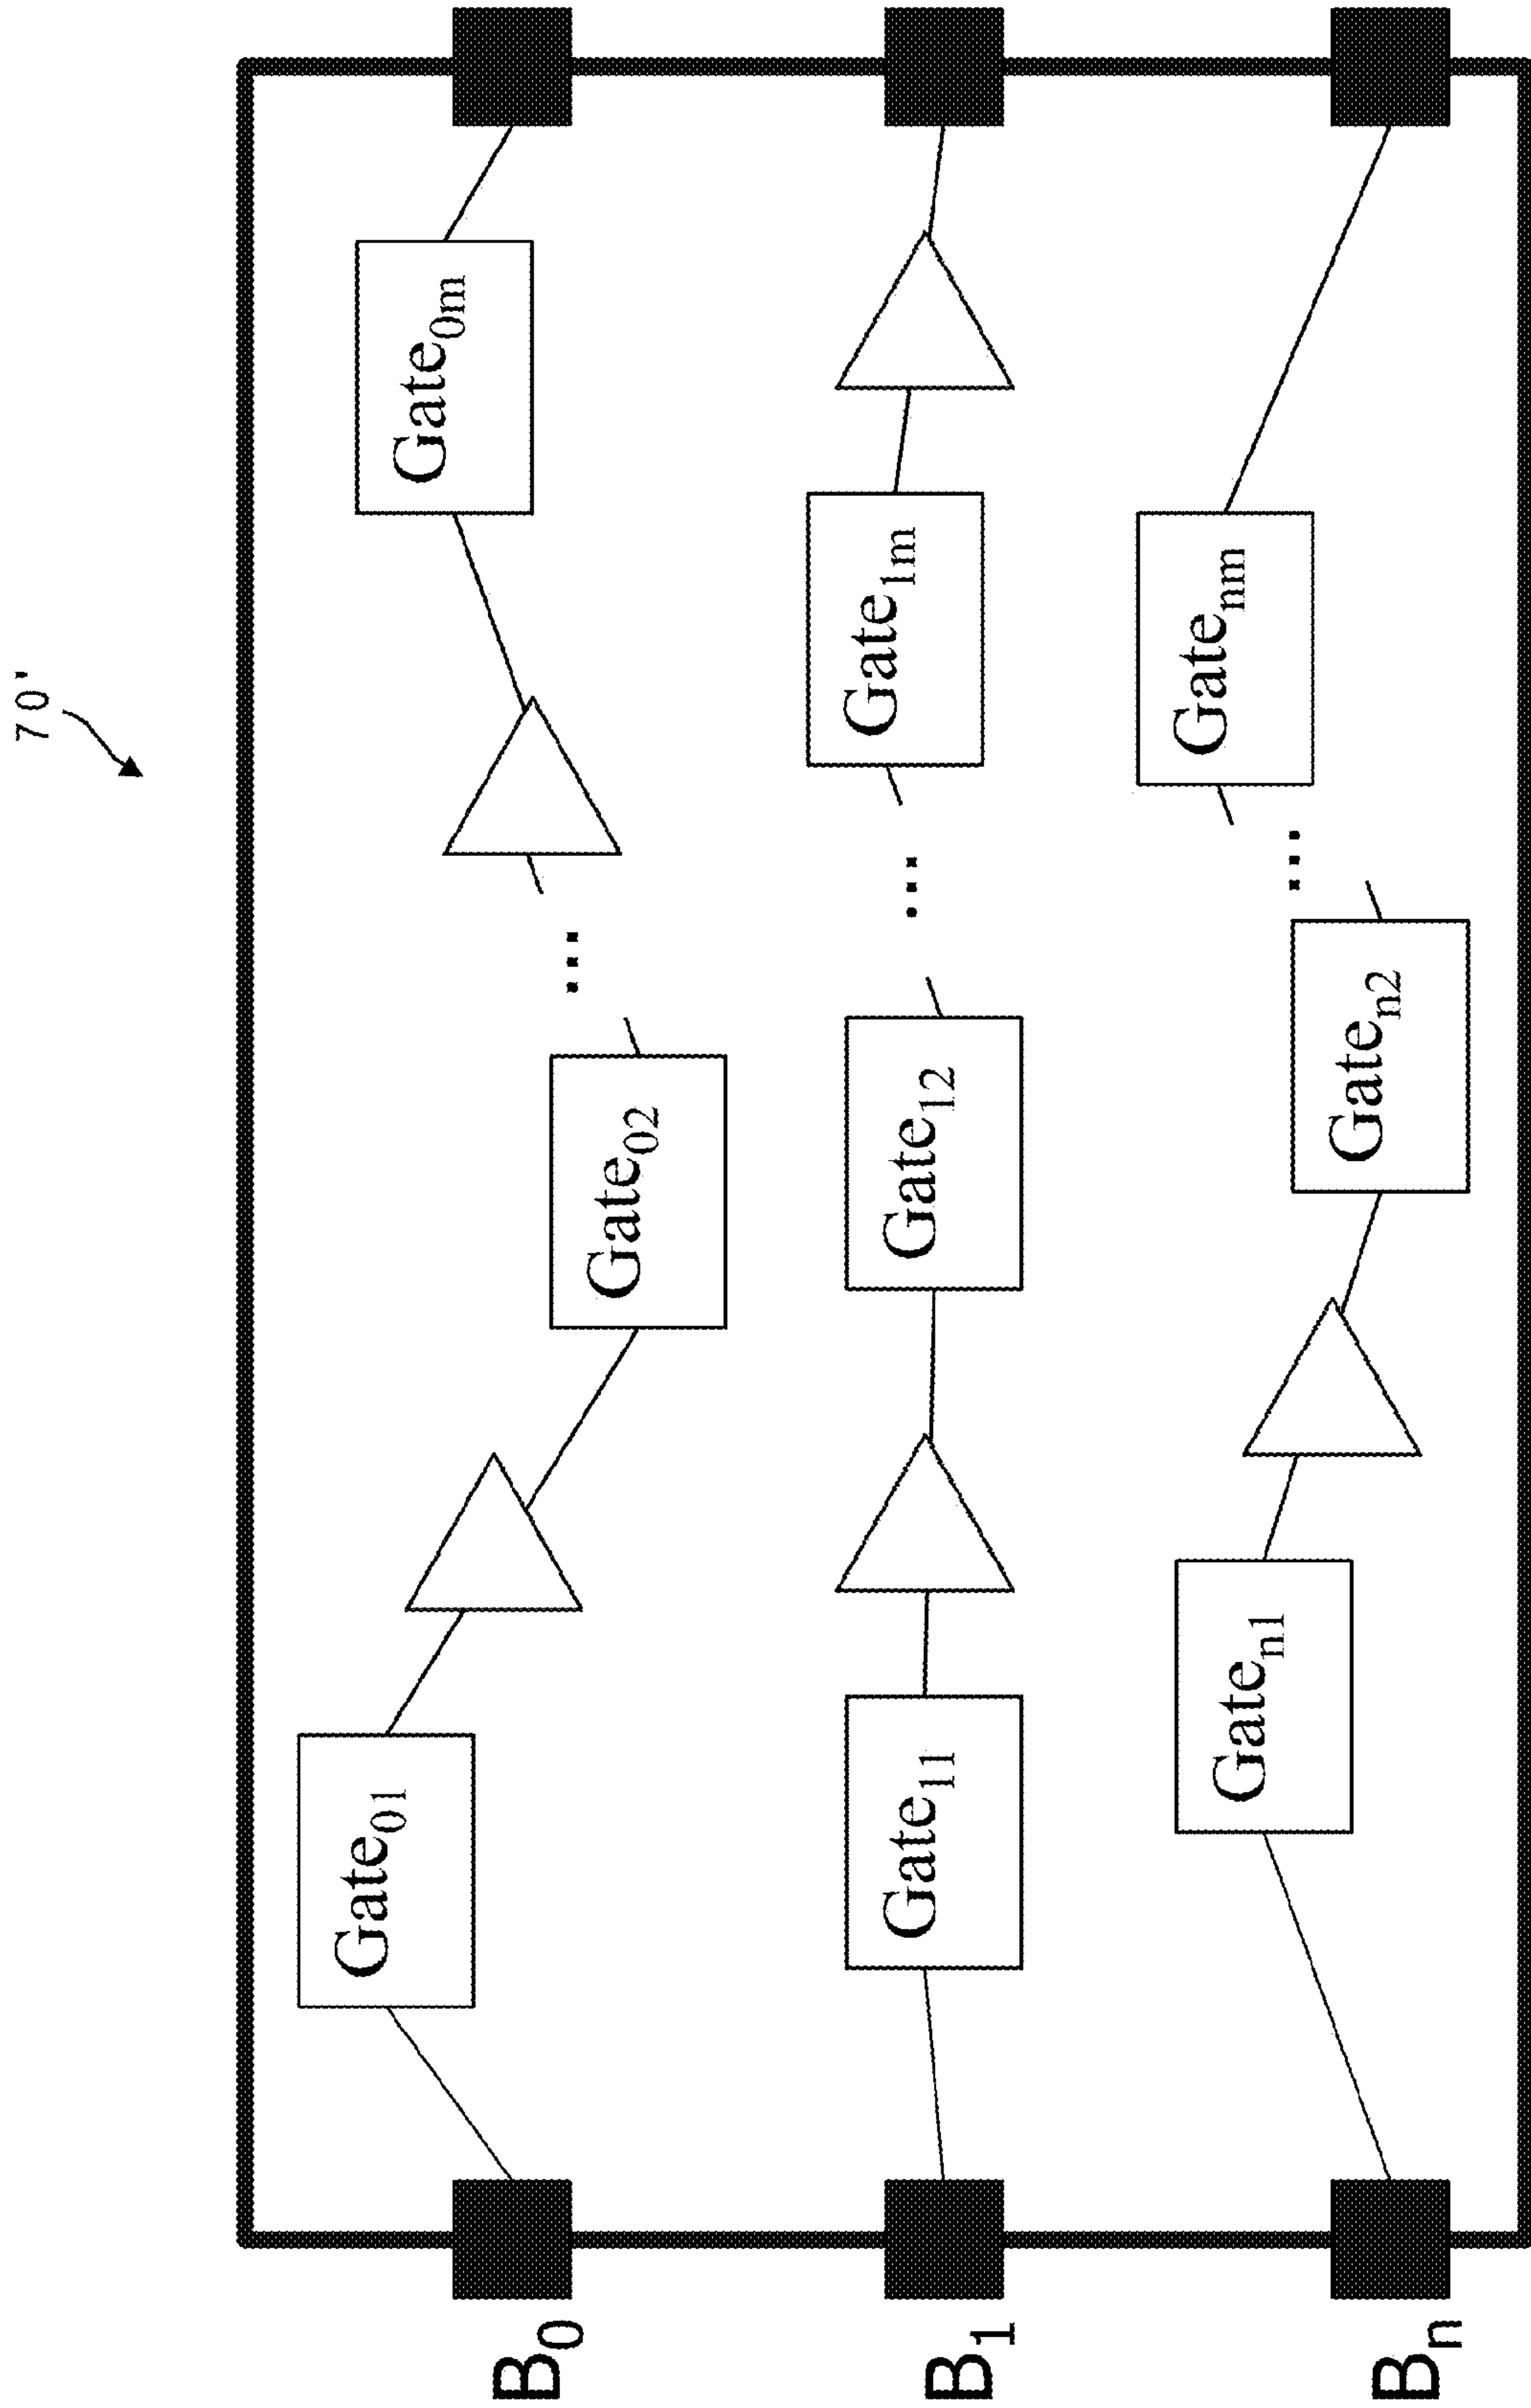 70'
B₀
Gate₀₁
Gate₀₂
...
Gate₀ₘ
B₁
Gate₁₁
Gate₁₂
...
Gate₁ₘ
Bₙ
Gateₙ₁
Gateₙ₂
...
Gateₙₘ